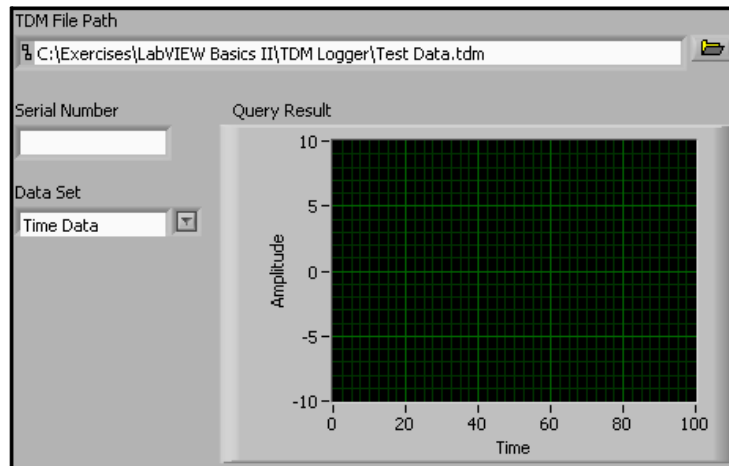 TDM File Path
C:\Exercises\LabVIEW Basics II\TDM Logger\Test Data.tdm
Serial Number
Query Result
Data Set
Time Data
10
5
0
-5
-10
Amplitude
0 20 40 60 80 100
Time